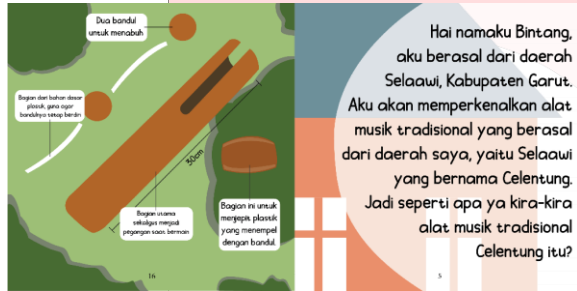 Dua bandul
untuk menabuh
Bagian dari bahan dasar
plastik, guna agar
bandulnya tetap berdiri
30cm
Bagian utama
sekaligus menjadi
pegangan saat bermain
Bagian ini untuk
menjepit plastik
yang menempel
dengan bandul
16
Hai namaku Bintang,
aku berasal dari daerah
Selaawi, Kabupaten Garut.
Aku akan memperkenalkan alat
musik tradisional yang berasal
dari daerah saya, yaitu Selaawi
yang bernama Celentung.
Jadi seperti apa ya kira-kira
alat musik tradisional
Celentung itu?
5